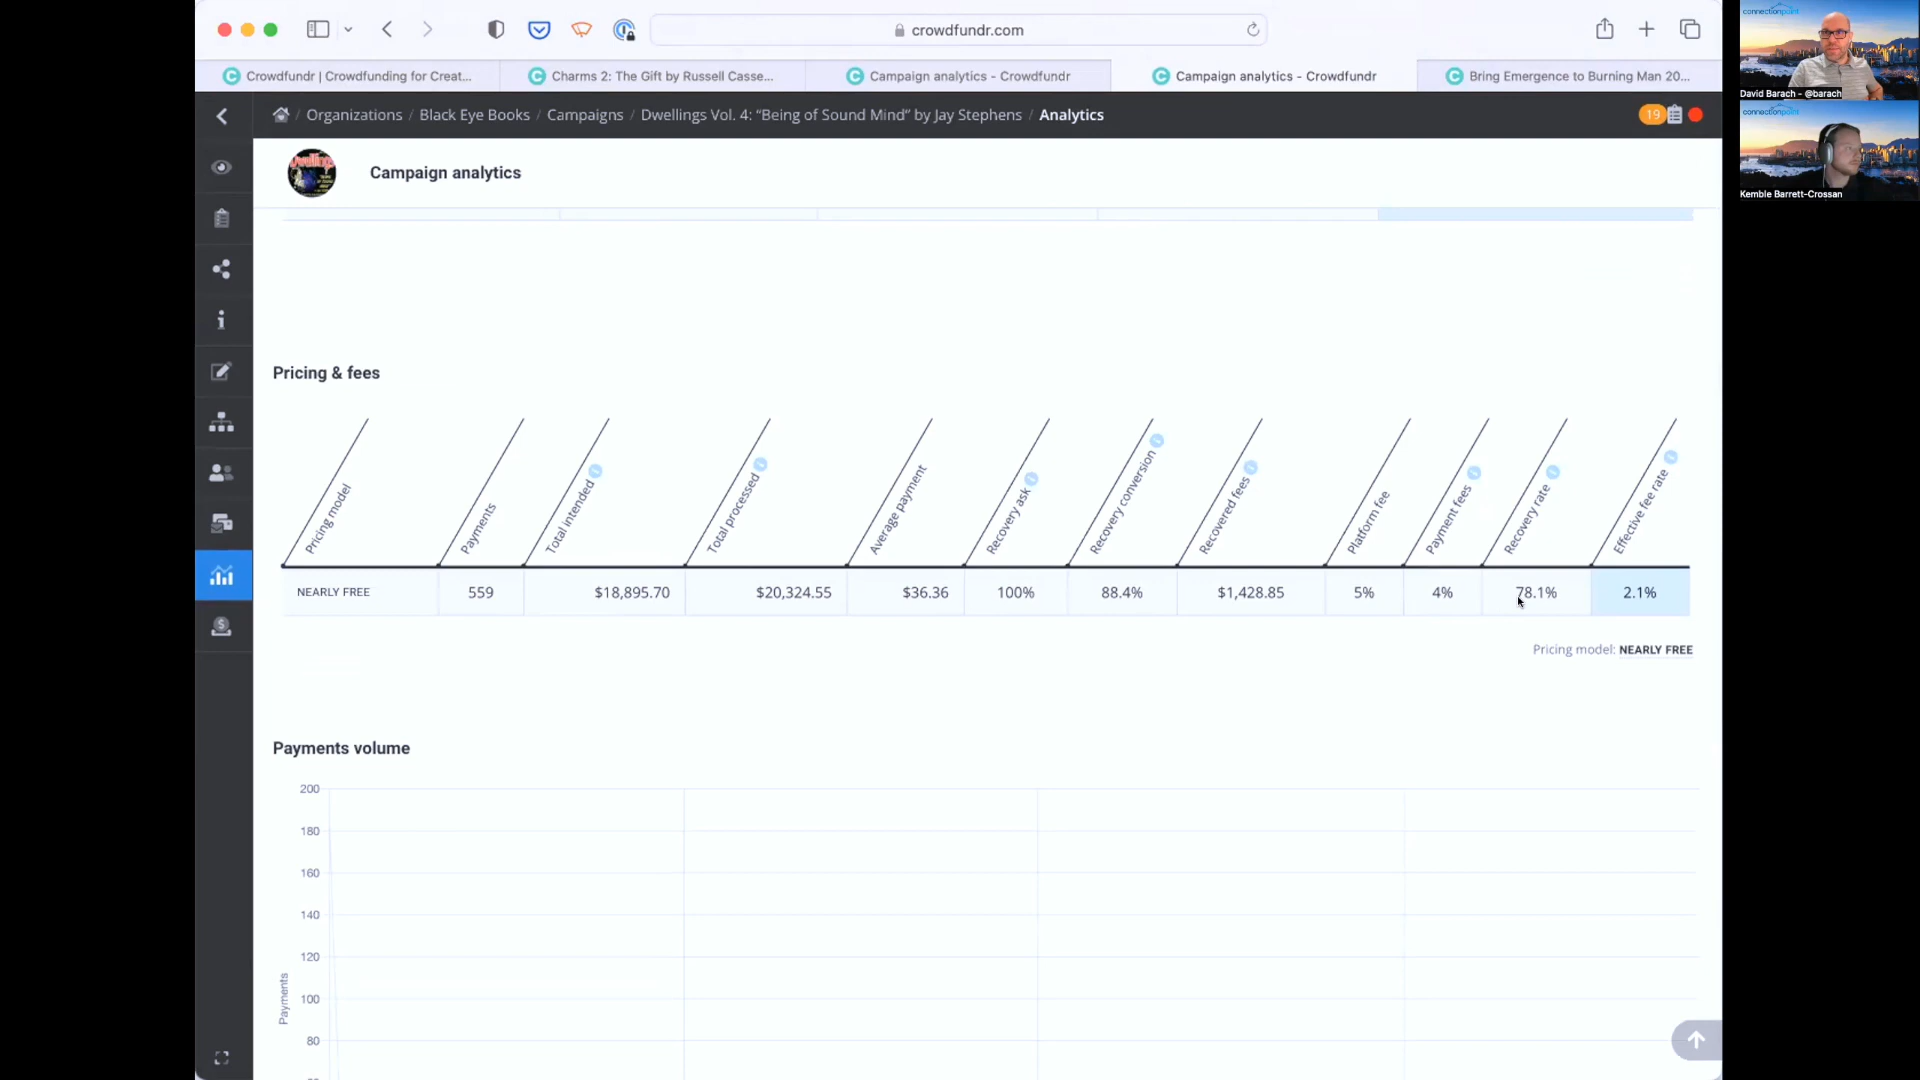 crowdfundr.com
Crowdfundr | Crowdfunding for Creat...
Charms 2: The Gift by Russell Casse...
Campaign analytics - Crowdfundr
Campaign analytics - Crowdfundr
Bring Emergence to Burning Man 20...
/ Organizations / Black Eye Books / Campaigns / Dwellings Vol. 4: “Being of Sound Mind” by Jay Stephens / Analytics
19
Campaign analytics
Pricing & fees
Pricing model
Payments
Total intended
Total processed
Average payment
Recovery ask
Recovery conversion
Recovered fees
Platform fee
Payment fees
Recovery rate
Effective fee rate
NEARLY FREE 559 $18,895.70 $20,324.55 $36.36 100% 88.4% $1,428.85 5% 4% 78.1% 2.1%
Pricing model: NEARLY FREE
Payments volume
200
180
160
140
120
100
80
Payments
connectionpoint
David Barach - @barach
connectionpoint
Kemble Barrett-Crossan